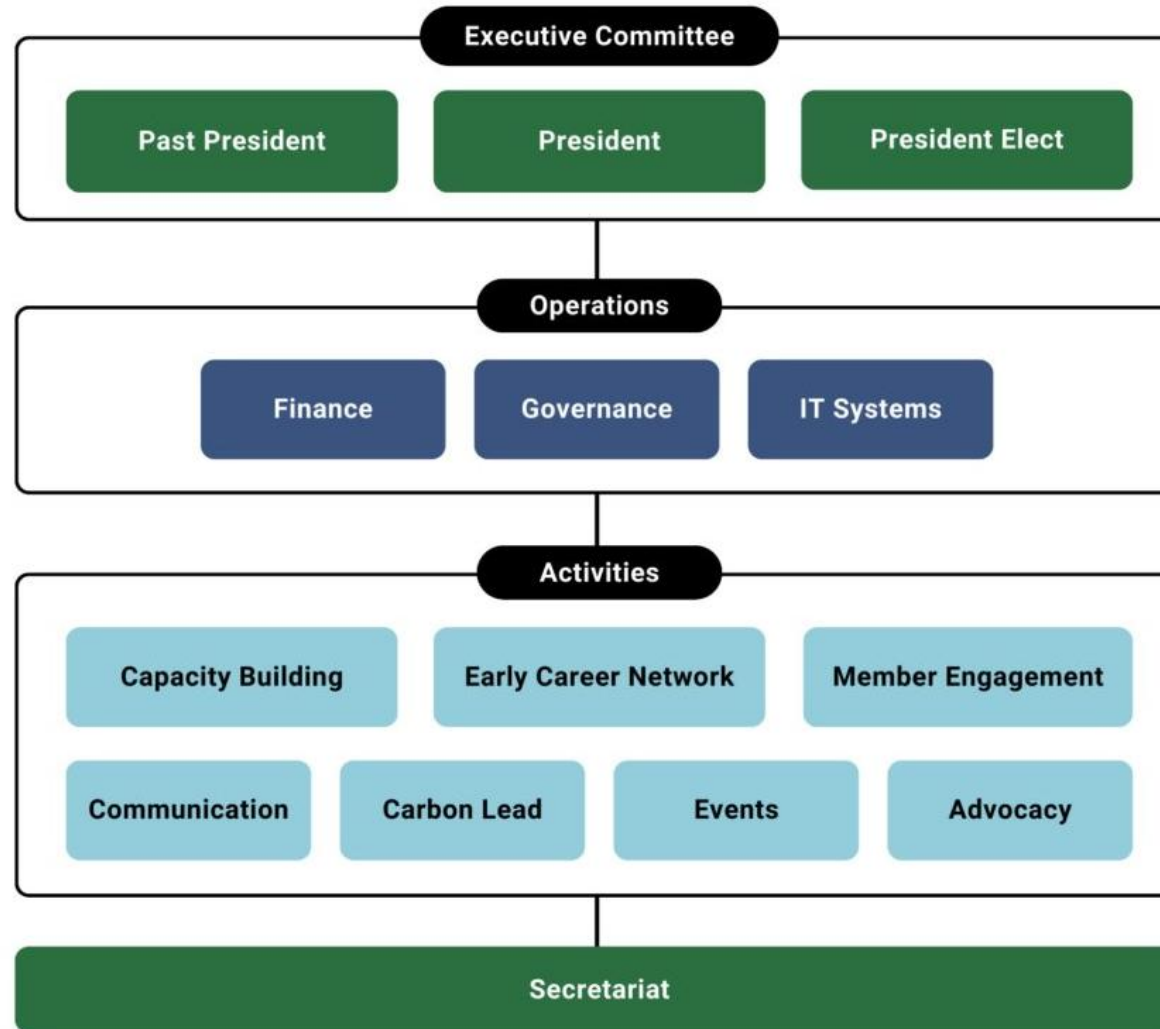 Executive Committee
Past President
President
President Elect
Operations
Finance
Governance
IT Systems
Activities
Capacity Building
Early Career Network
Member Engagement
Communication
Carbon Lead
Events
Advocacy
Secretariat